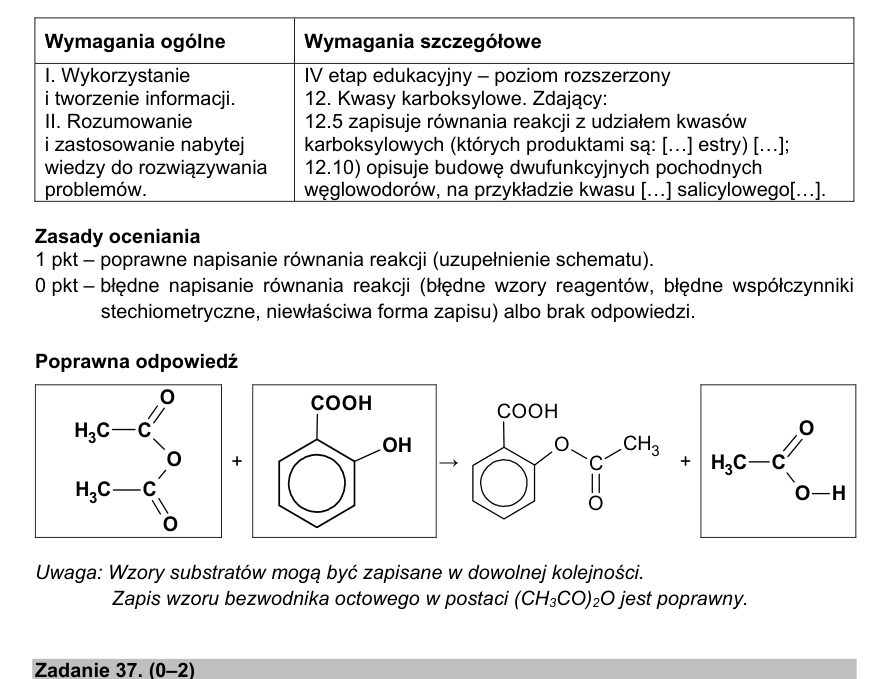 Wymagania ogólne
Wymagania szczegółowe
I. Wykorzystanie
i tworzenie informacji.
II. Rozumowanie
i zastosowanie nabytej
wiedzy do rozwiązywania
problemów.
IV etap edukacyjny – poziom rozszerzony
12. Kwasy karboksylowe. Zdający:
12.5 zapisuje równania reakcji z udziałem kwasów
karboksylowych (których produktami są: […] estry) […];
12.10) opisuje budowę dwufunkcyjnych pochodnych
węglowodorów, na przykładzie kwasu […] salicylowego[…].
Zasady oceniania
1 pkt – poprawne napisanie równania reakcji (uzupełnienie schematu).
0 pkt – błędne napisanie równania reakcji (błędne wzory reagentów, błędne współczynniki
stechiometryczne, niewłaściwa forma zapisu) albo brak odpowiedzi.
Poprawna odpowiedź
O
H₃C—C
O
H₃C—C
O
+
COOH
OH
→
COOH
O
C
CH₃
O
+
O
H₃C—C
O—H
Uwaga: Wzory substratów mogą być zapisane w dowolnej kolejności.
Zapis wzoru bezwodnika octowego w postaci (CH₃CO)₂O jest poprawny.
Zadanie 37. (0–2)